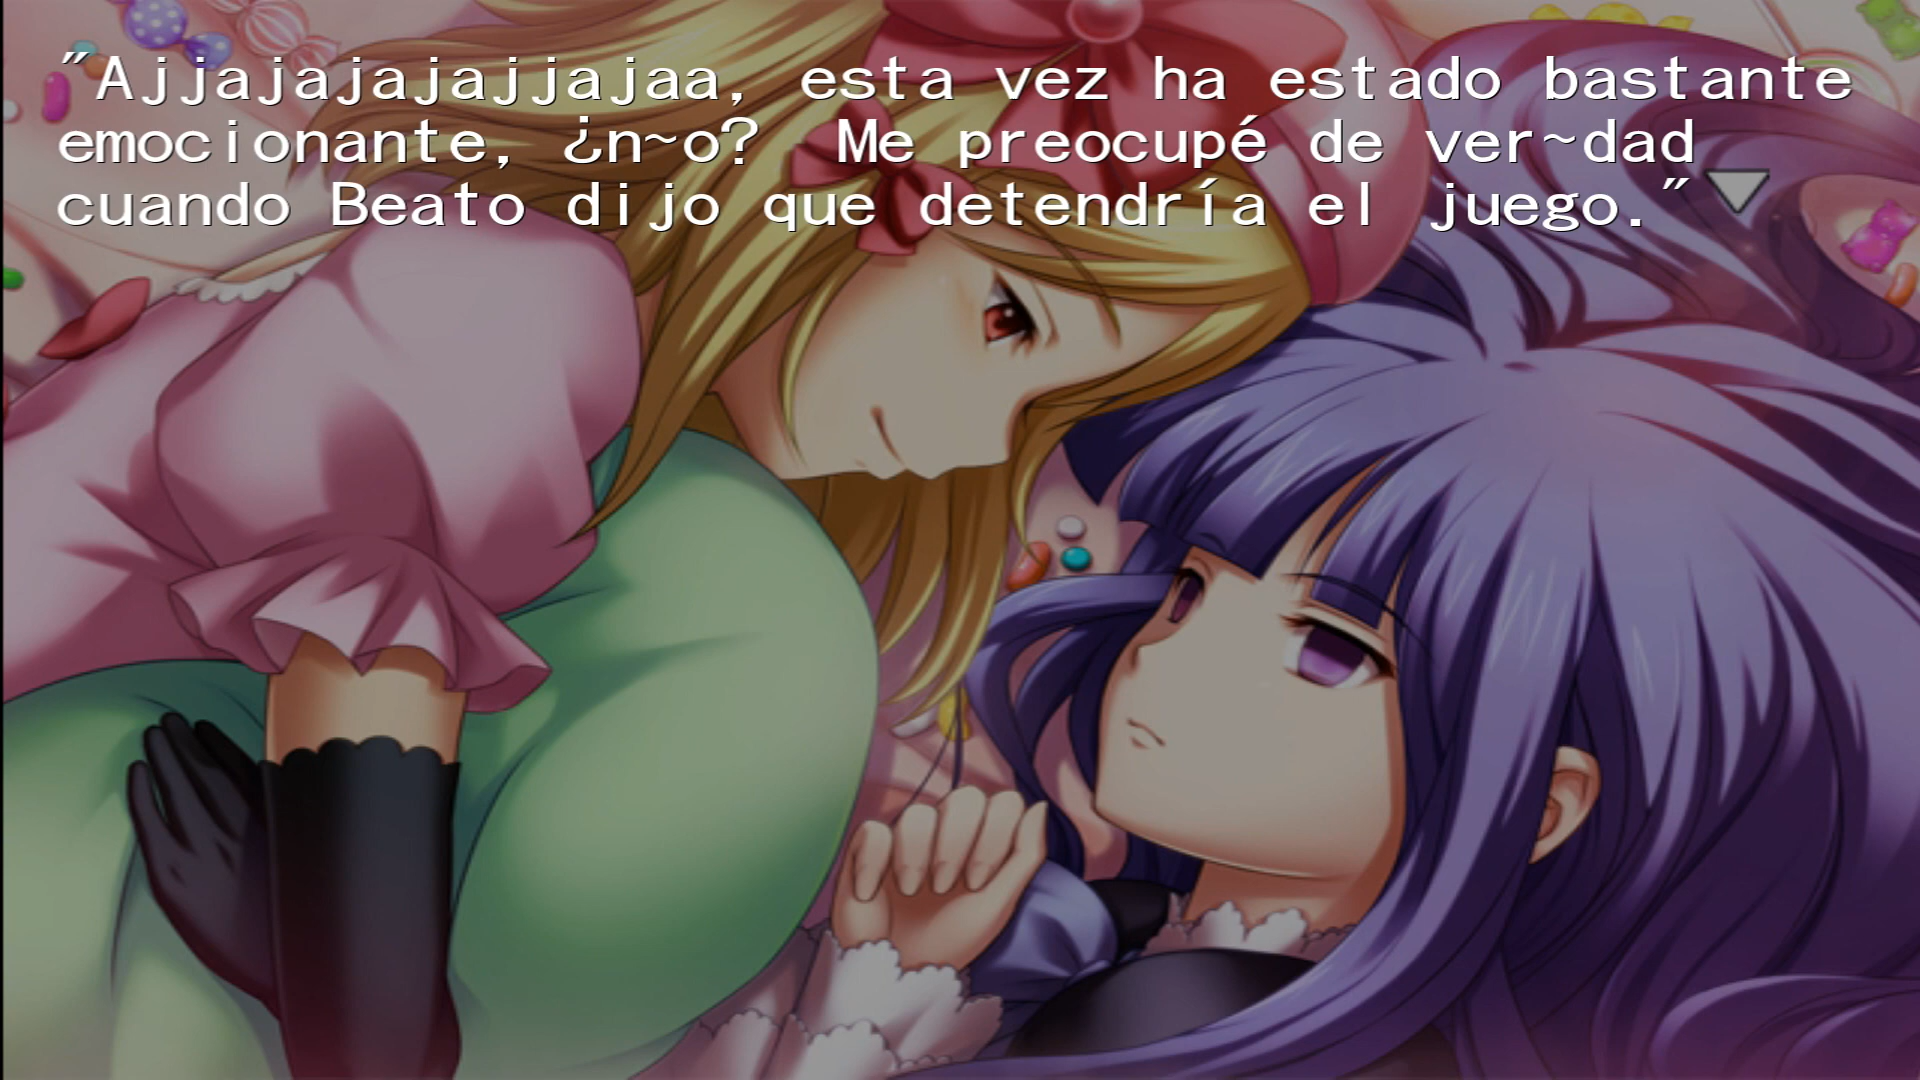 "Ajjajajajajjajaa, esta vez ha estado bastante
emocionante, ¿n~o?  Me preocupé de ver~dad
cuando Beato dijo que detendría el juego."